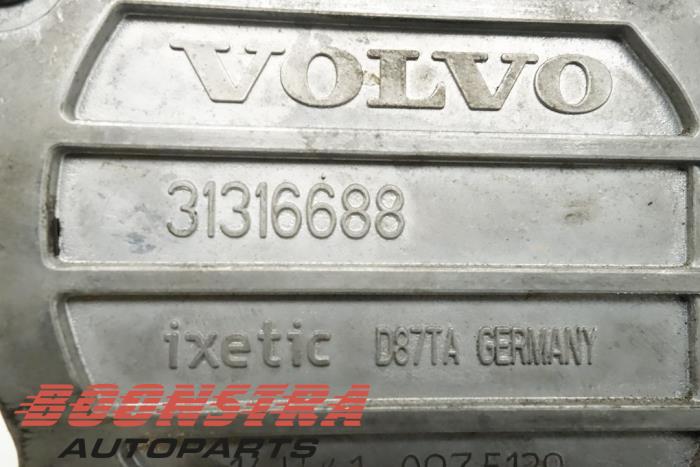 VOLVO
31316688
ixetic D87TA GERMANY
BOONSTRA
AUTOPARTS